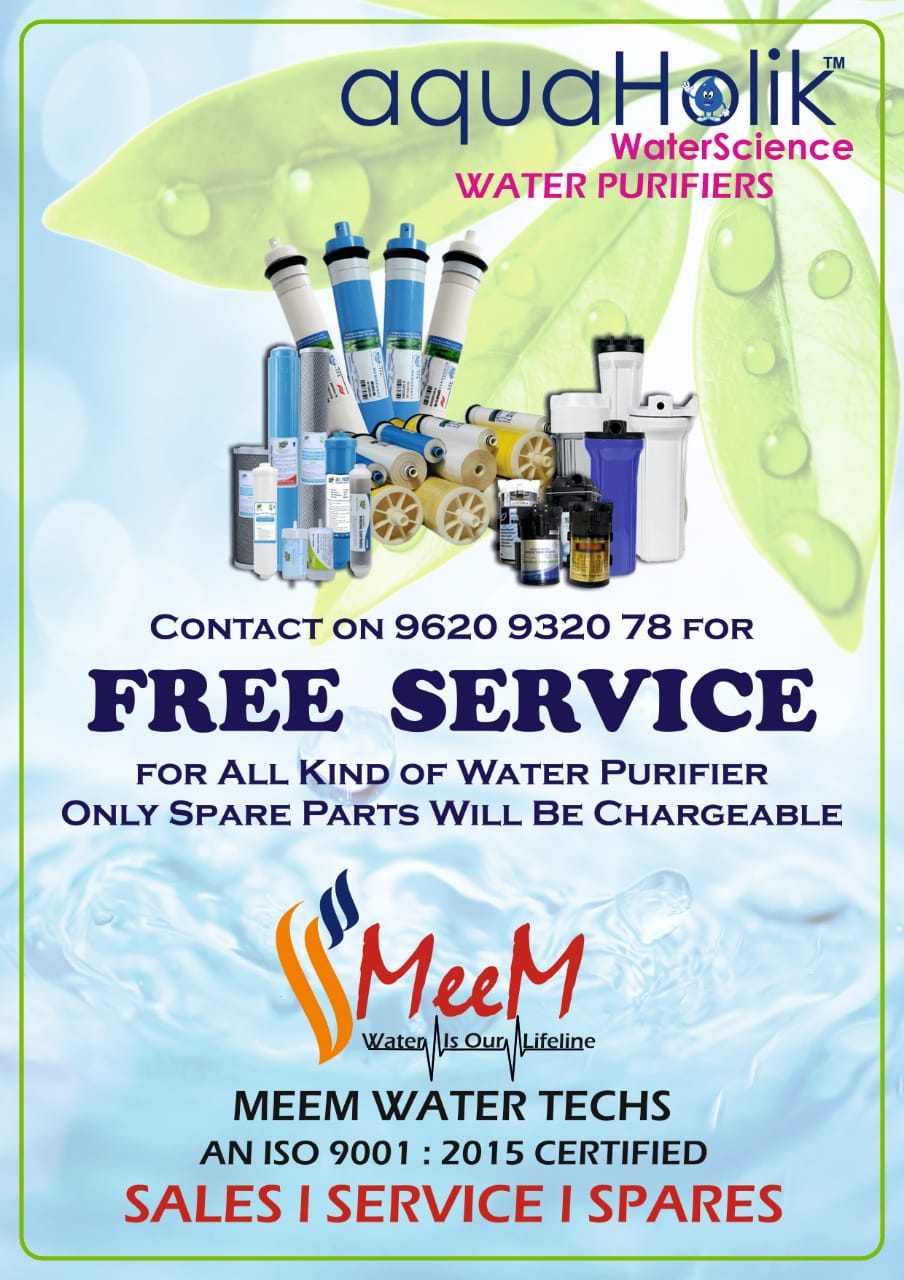 aquaHolik™
WaterScience
WATER PURIFIERS
CONTACT ON 9620 9320 78 FOR
FREE SERVICE
FOR ALL KIND OF WATER PURIFIER
ONLY SPARE PARTS WILL BE CHARGEABLE
MeeM
Water Is Our Lifeline
MEEM WATER TECHS
AN ISO 9001 : 2015 CERTIFIED
SALES I SERVICE I SPARES